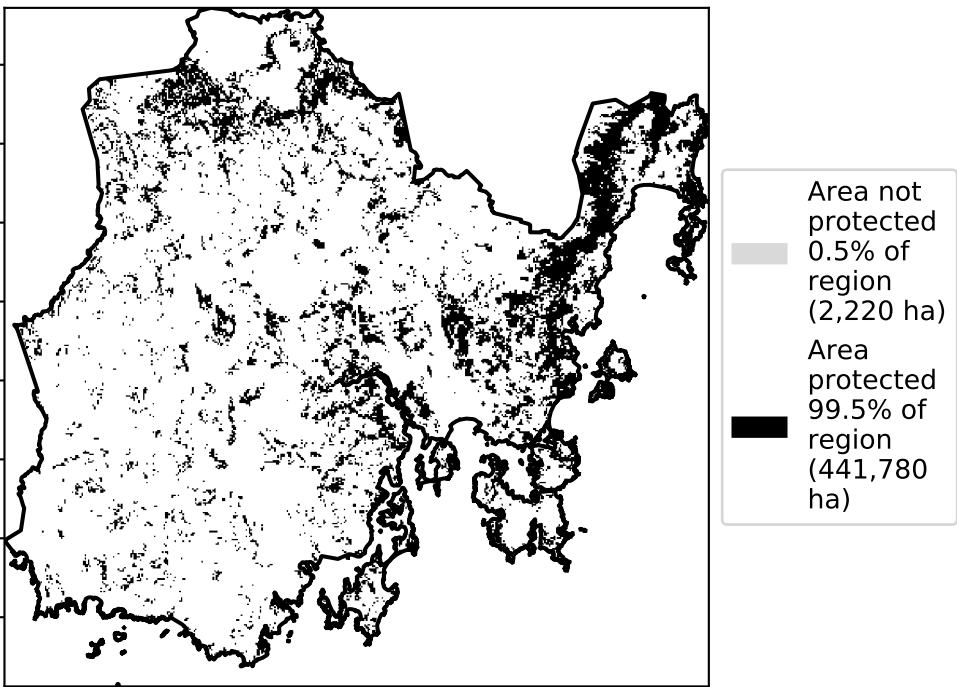 Area not
protected
0.5% of
region
(2,220 ha)
Area
protected
99.5% of
region
(441,780
ha)